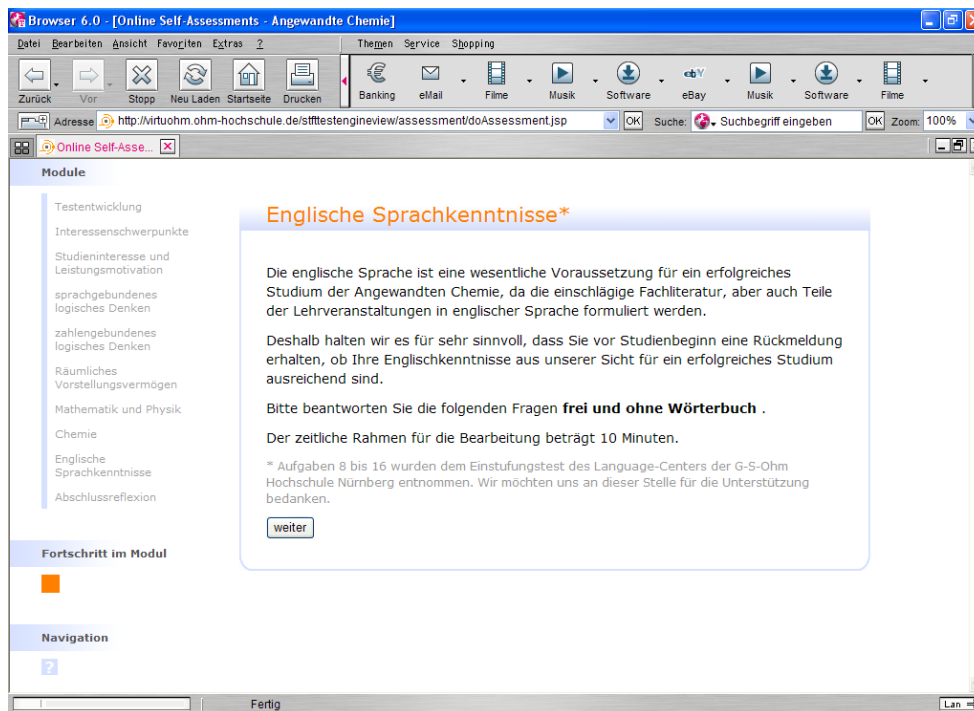 Browser 6.0 - [Online Self-Assessments - Angewandte Chemie]
Datei Bearbeiten Ansicht Favoriten Extras ? Themen Service Shopping
Zurück Vor Stopp Neu Laden Startseite Drucken Banking eMail Filme Musik Software eBay Musik Software Filme
Adresse http://virtuohm.ohm-hochschule.de/stfttestengineview/assessment/doAssessment.jsp OK Suche: Suchbegriff eingeben OK Zoom: 100%
Online Self-Asse...
Module
Testentwicklung
Interessenschwerpunkte
Studieninteresse und
Leistungsmotivation
sprachgebundenes
logisches Denken
zahlengebundenes
logisches Denken
Räumliches
Vorstellungsvermögen
Mathematik und Physik
Chemie
Englische
Sprachkenntnisse
Abschlussreflexion
Fortschritt im Modul
Navigation
?
Englische Sprachkenntnisse*
Die englische Sprache ist eine wesentliche Voraussetzung für ein erfolgreiches
Studium der Angewandten Chemie, da die einschlägige Fachliteratur, aber auch Teile
der Lehrveranstaltungen in englischer Sprache formuliert werden.
Deshalb halten wir es für sehr sinnvoll, dass Sie vor Studienbeginn eine Rückmeldung
erhalten, ob Ihre Englischkenntnisse aus unserer Sicht für ein erfolgreiches Studium
ausreichend sind.
Bitte beantworten Sie die folgenden Fragen frei und ohne Wörterbuch .
Der zeitliche Rahmen für die Bearbeitung beträgt 10 Minuten.
* Aufgaben 8 bis 16 wurden dem Einstufungstest des Language-Centers der G-S-Ohm
Hochschule Nürnberg entnommen. Wir möchten uns an dieser Stelle für die Unterstützung
bedanken.
weiter
Fertig
Lan